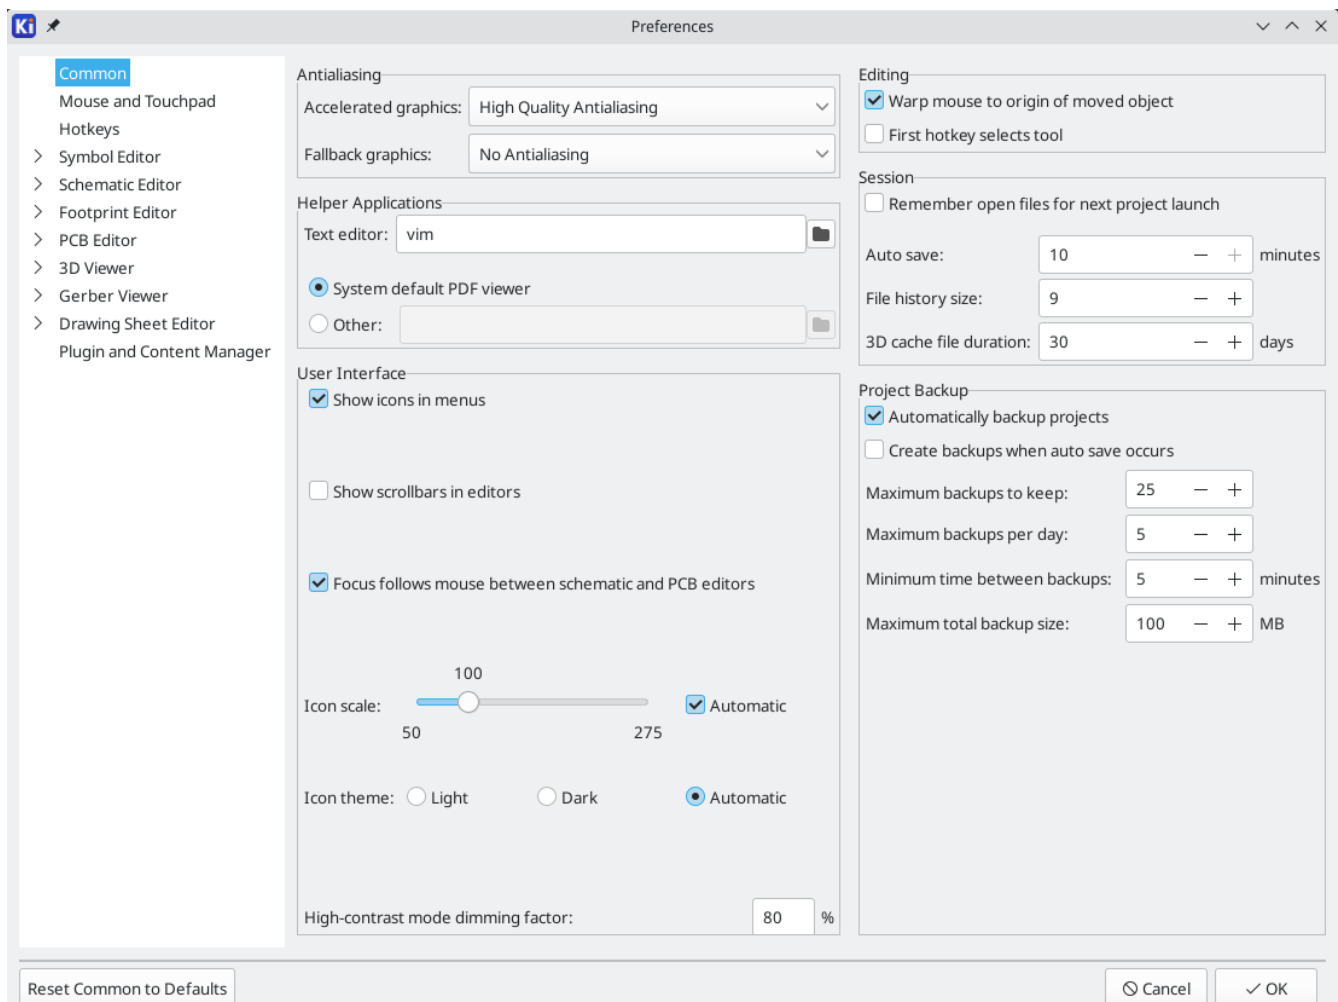 Ki
Preferences
Common
Mouse and Touchpad
Hotkeys
Symbol Editor
Schematic Editor
Footprint Editor
PCB Editor
3D Viewer
Gerber Viewer
Drawing Sheet Editor
Plugin and Content Manager
Antialiasing
Accelerated graphics: High Quality Antialiasing
Fallback graphics: No Antialiasing
Helper Applications
Text editor: vim
System default PDF viewer
Other:
User Interface
Show icons in menus
Show scrollbars in editors
Focus follows mouse between schematic and PCB editors
100
Icon scale: Automatic
50 275
Icon theme: Light Dark Automatic
High-contrast mode dimming factor: 80 %
Editing
Warp mouse to origin of moved object
First hotkey selects tool
Session
Remember open files for next project launch
Auto save: 10 minutes
File history size: 9
3D cache file duration: 30 days
Project Backup
Automatically backup projects
Create backups when auto save occurs
Maximum backups to keep: 25
Maximum backups per day: 5
Minimum time between backups: 5 minutes
Maximum total backup size: 100 MB
Reset Common to Defaults
Cancel
OK